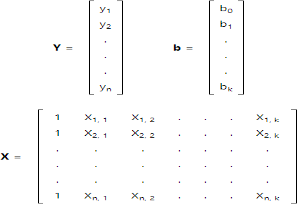 Y = [ y1 y2 . . . yn ]
b = [ b0 b1 . . . bk ]
X =
1 X1, 1 X1, 2 . . . X1, k
1 X2, 1 X2, 2 . . . X2, k
. . . . . . .
. . . . . . .
. . . . . . .
1 Xn, 1 Xn, 2 . . . Xn, k